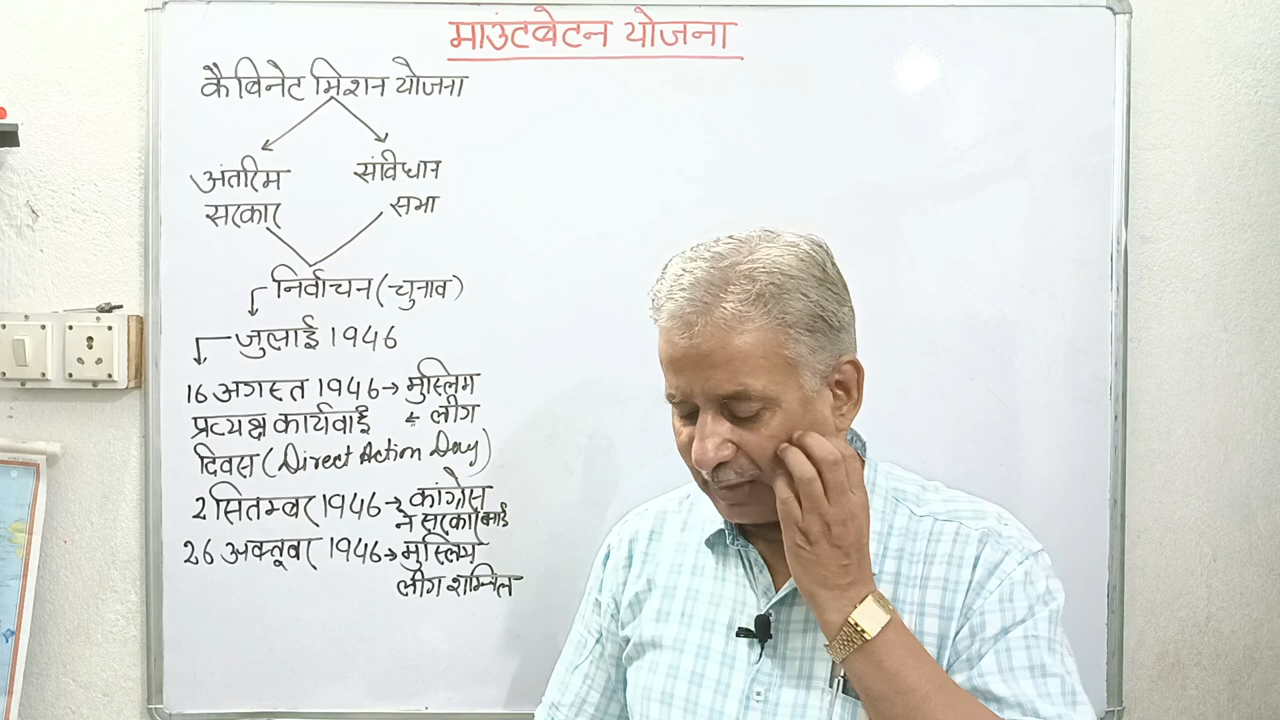 माउंटबेटन योजना
कैबिनेट मिशन योजना
अंतरिम
सरकार
संविधान
सभा
निर्वाचन (चुनाव)
जुलाई 1946
16 अगस्त 1946 → मुस्लिम
प्रत्यक्ष कार्यवाई लीग
दिवस (Direct Action Day)
2 सितम्बर 1946 → कांग्रेस
ने सरकार बनाई
26 अक्तूबर 1946 → मुस्लिम
लीग शामिल